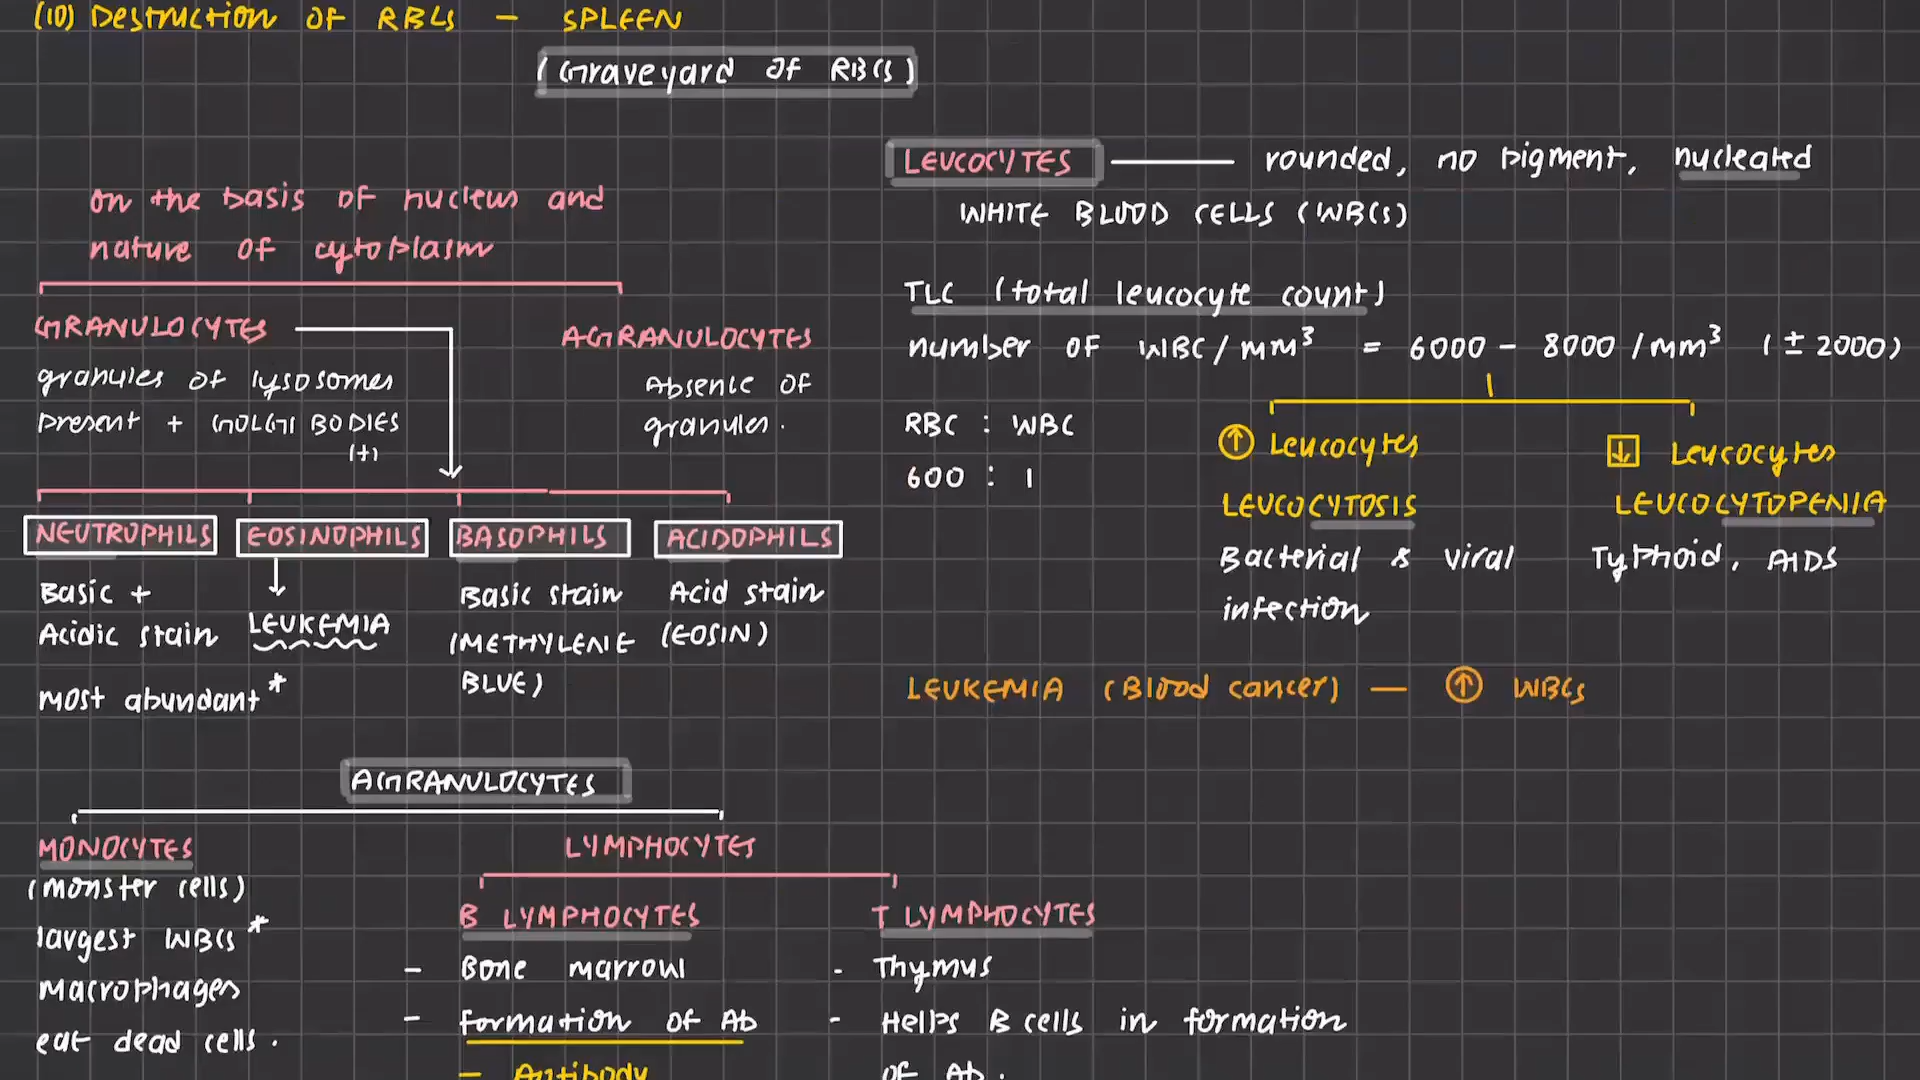 (10) DESTRUCTION OF RBCs - SPLEEN
(Graveyard OF RBCs)
LEUCOCYTES — rounded, no pigment, nucleated
WHITE BLOOD CELLS (WBCs)
TLC (total leucocyte count)
number OF WBC/mm³ = 6000 - 8000/mm³ (± 2000)
RBC : WBC
600 : 1
↑ Leucocytes
LEUCOCYTOSIS
Bacterial & viral
infection
↓ Leucocytes
LEUCOCYTOPENIA
Typhoid, AIDS
LEUKEMIA (Blood cancer) — ↑ WBCs
on the basis OF nucleus and
nature OF cytoplasm
GRANULOCYTES
granules of lysosomes
present + GOLGI BODIES
(+)
AGRANULOCYTES
Absence OF
granules.
NEUTROPHILS
Basic +
Acidic stain
most abundant*
EOSINOPHILS
↓
LEUKEMIA
BASOPHILS
Basic stain
(METHYLENE
BLUE)
ACIDOPHILS
Acid stain
(EOSIN)
AGRANULOCYTES
MONOCYTES
(monster cells)
largest WBCs*
macrophages
eat dead cells.
LYMPHOCYTES
B LYMPHOCYTES
- Bone marrow
- formation OF Ab
- Antibody
T LYMPHOCYTES
- Thymus
- Helps B cells in formation
OF Ab.